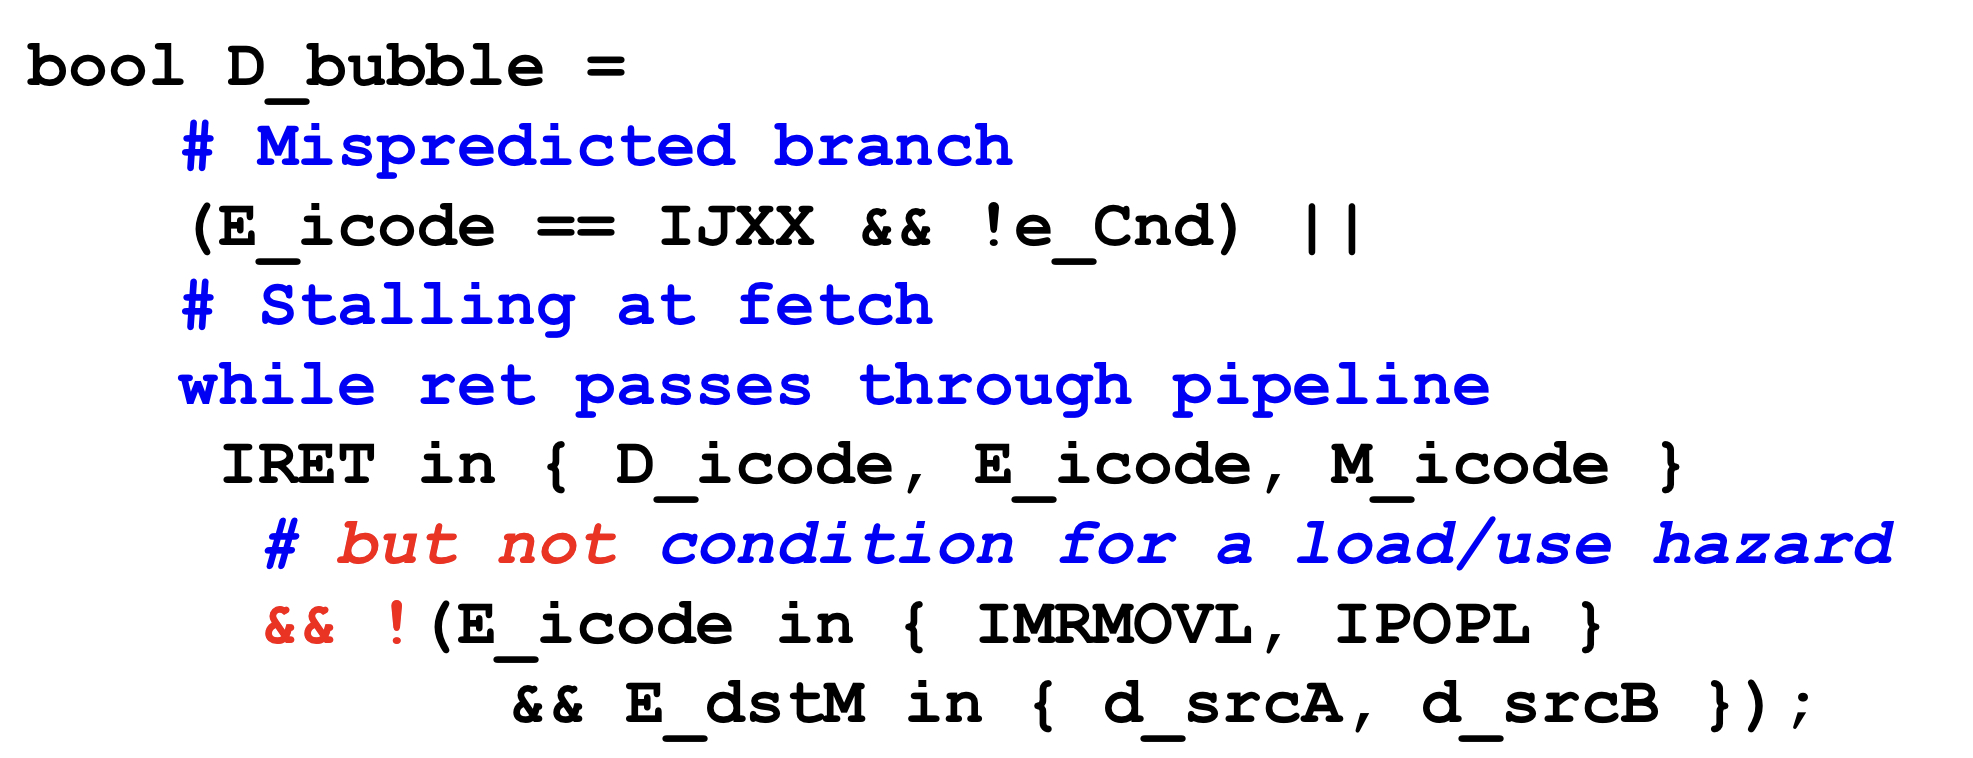 bool D_bubble =
# Mispredicted branch
(E_icode == IJXX && !e_Cnd) ||
# Stalling at fetch
while ret passes through pipeline
IRET in { D_icode, E_icode, M_icode }
# but not condition for a load/use hazard
&& !(E_icode in { IMRMOVL, IPOPL }
&& E_dstM in { d_srcA, d_srcB });